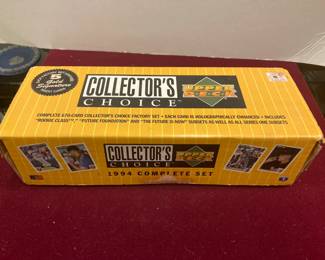 5
Gold
Signature
COLLECTOR'S
CHOICE
UPPER
DECK
COMPLETE 670-CARD COLLECTOR'S CHOICE FACTORY SET • EACH CARD IS HOLOGRAPHICALLY ENHANCED • INCLUDES
"ROOKIE CLASS", "FUTURE FOUNDATION" AND "THE FUTURE IS NOW" SUBSETS AS WELL AS ALL SERIES ONE SUBSETS
COLLECTOR'S
CHOICE
UPPER
DECK
1994 COMPLETE SET